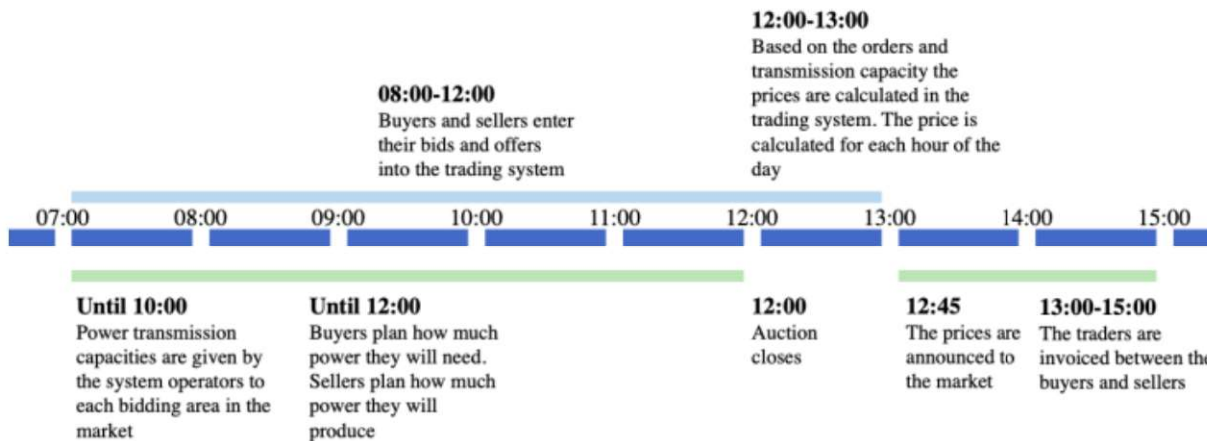 12:00-13:00
Based on the orders and
transmission capacity the
prices are calculated in the
trading system. The price is
calculated for each hour of the
day
08:00-12:00
Buyers and sellers enter
their bids and offers
into the trading system
07:00 08:00 09:00 10:00 11:00 12:00 13:00 14:00 15:00
Until 10:00
Power transmission
capacities are given by
the system operators to
each bidding area in the
market
Until 12:00
Buyers plan how much
power they will need.
Sellers plan how much
power they will
produce
12:00
Auction
closes
12:45
The prices are
announced to
the market
13:00-15:00
The traders are
invoiced between the
buyers and sellers